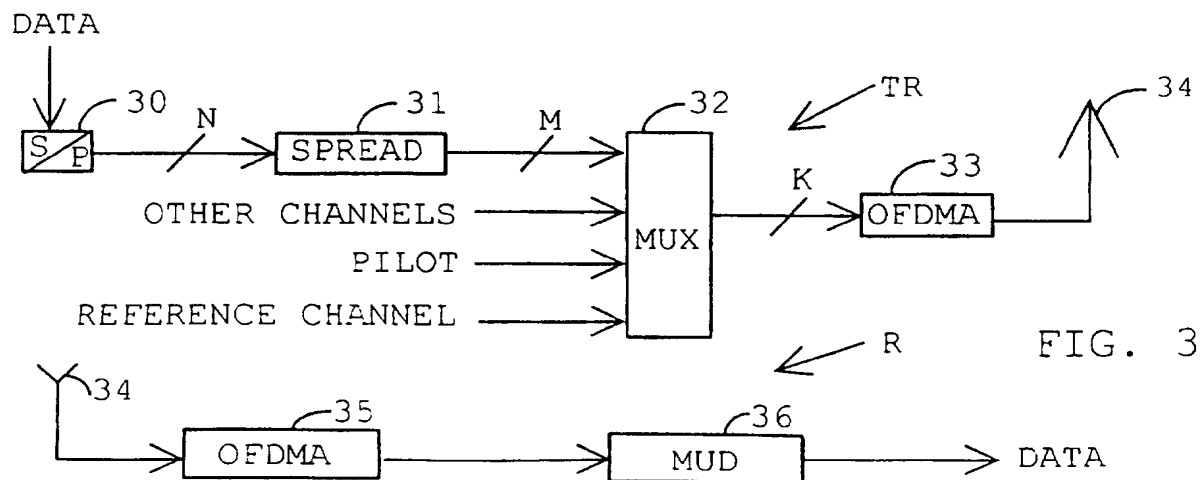 DATA
30
S/P
N
31
SPREAD
M
32
MUX
TR
K
33
OFDMA
34
OTHER CHANNELS
PILOT
REFERENCE CHANNEL
R
FIG. 3
34
35
OFDMA
36
MUD
DATA